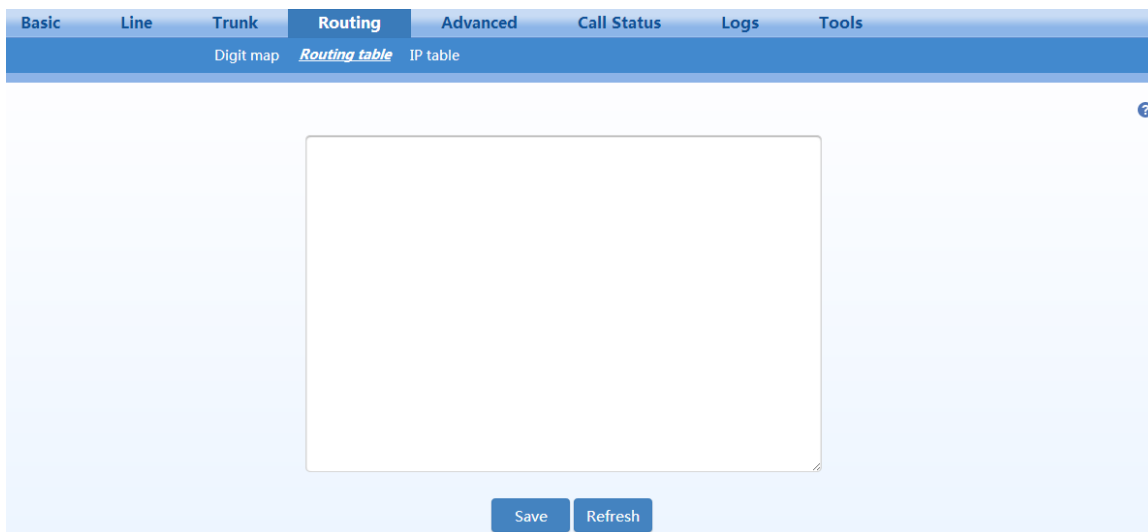 Basic Line Trunk Routing Advanced Call Status Logs Tools
Digit map Routing table IP table
?
Save Refresh